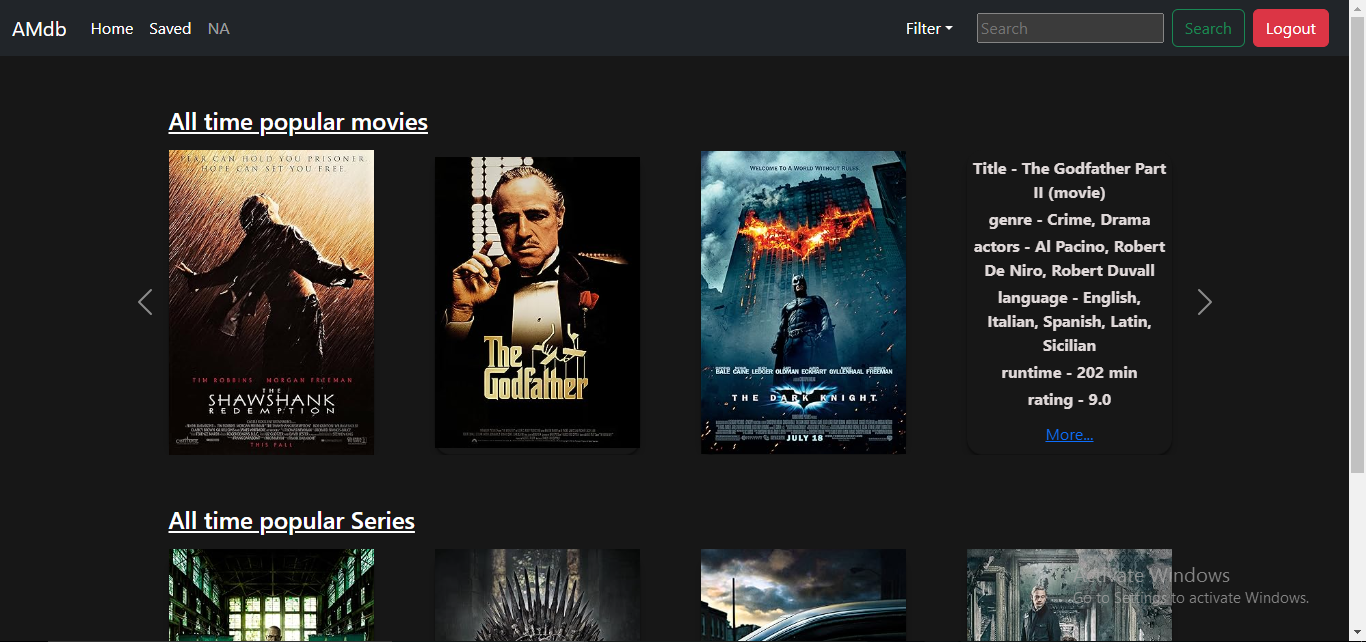 AMdb Home Saved NA Filter Search Search Logout
All time popular movies
FEAR CAN HOLD YOU PRISONER.
HOPE CAN SET YOU FREE.
TIM ROBBINS MORGAN FREEMAN
THE
SHAWSHANK
REDEMPTION
THIS FALL
The
Godfather
WELCOME TO A WORLD WITHOUT RULES.
BALE CAINE LEDGER OLDMAN ECKHART GYLLENHAAL FREEMAN
THE DARK KNIGHT
JULY 18
Title - The Godfather Part
II (movie)
genre - Crime, Drama
actors - Al Pacino, Robert
De Niro, Robert Duvall
language - English,
Italian, Spanish, Latin,
Sicilian
runtime - 202 min
rating - 9.0
More...
All time popular Series
Activate Windows
Go to Settings to activate Windows.